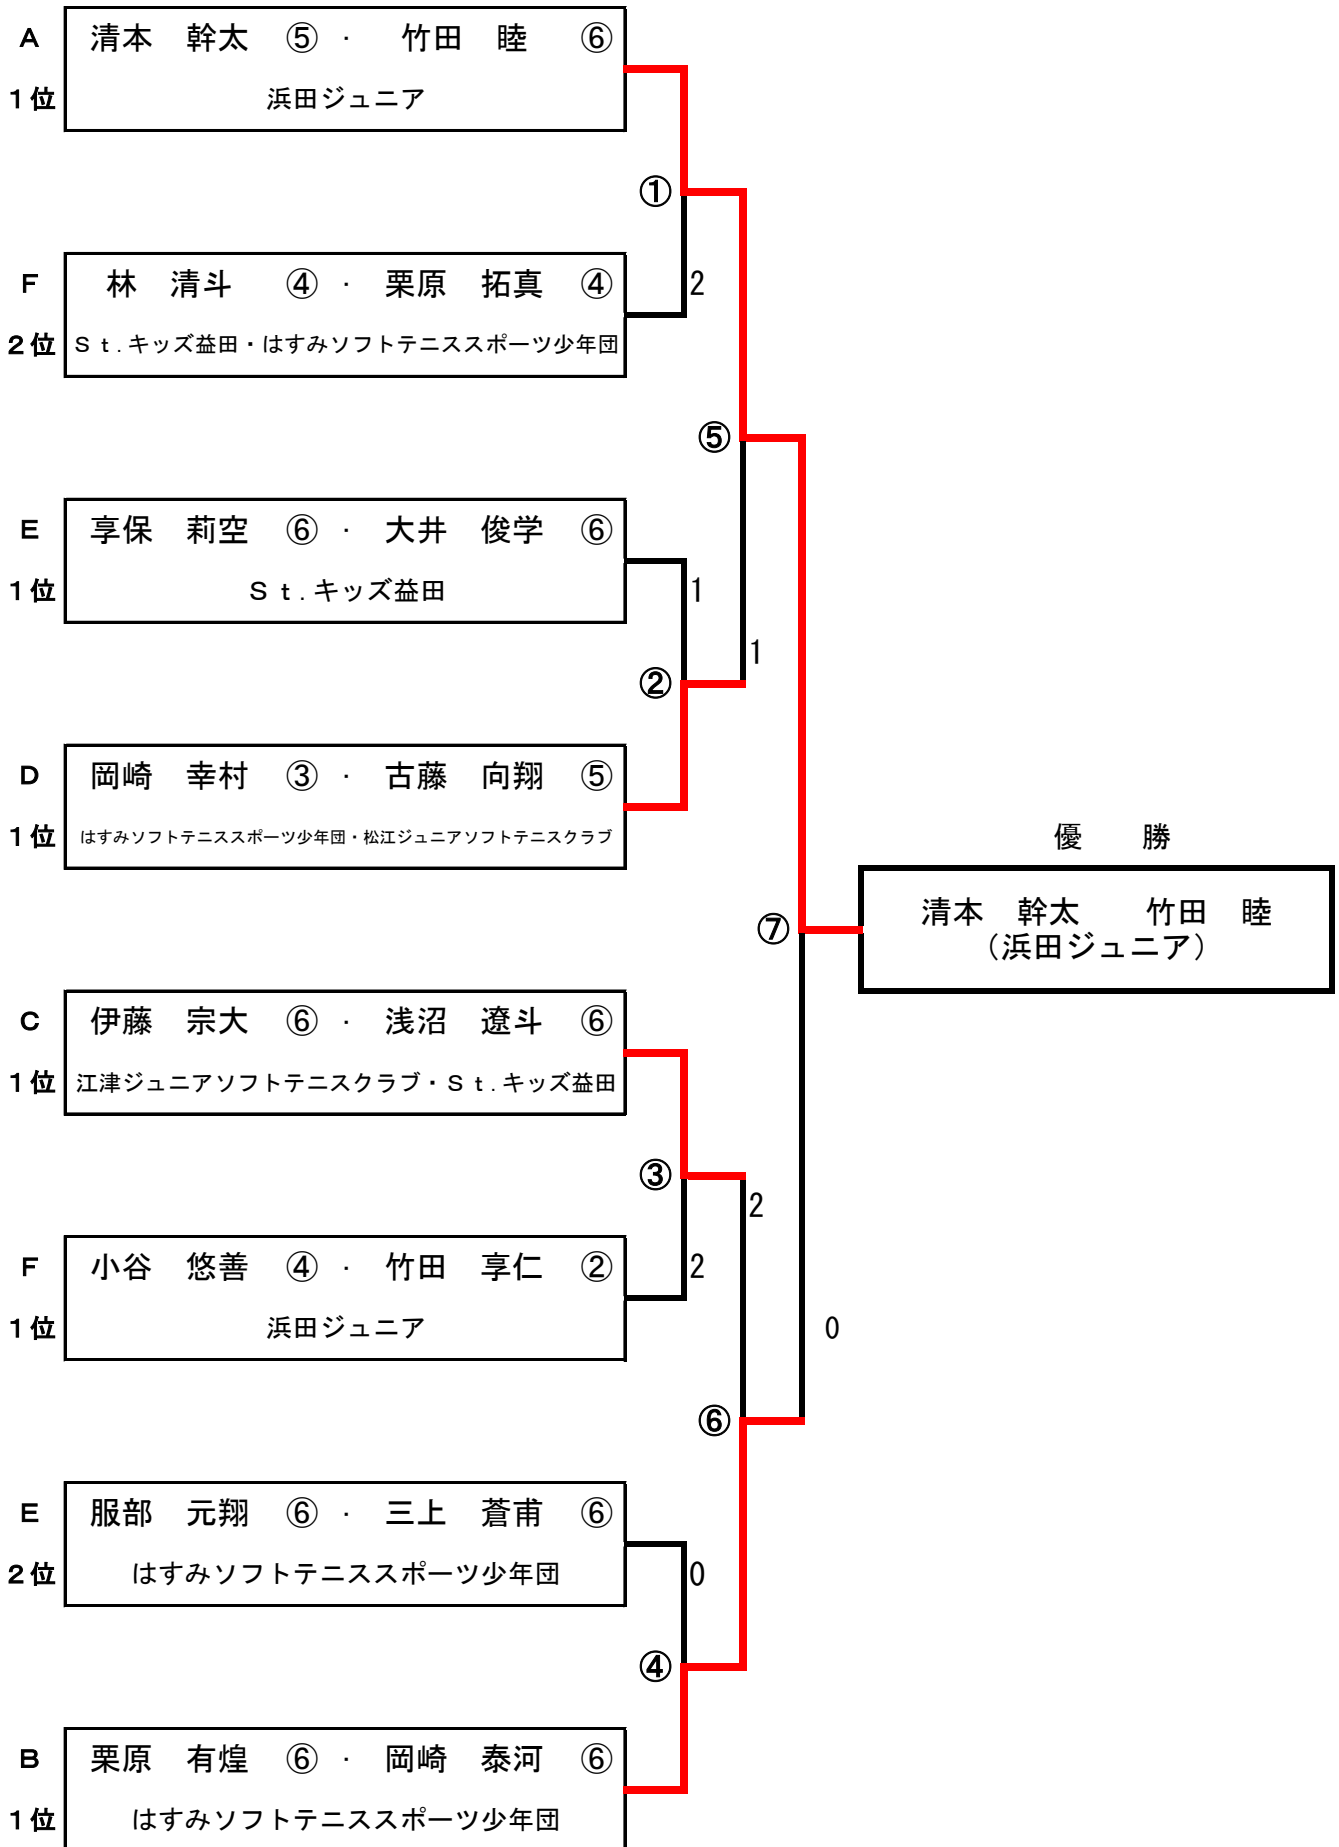 A 清本 幹太 ⑤ ・ 竹田 睦 ⑥
1位 浜田ジュニア
①
F 林 清斗 ④ ・ 栗原 拓真 ④ 2
2位 Ｓｔ.キッズ益田・はすみソフトテニススポーツ少年団
⑤
E 享保 莉空 ⑥ ・ 大井 俊学 ⑥
1位 Ｓｔ.キッズ益田 1
1
②
D 岡崎 幸村 ③ ・ 古藤 向翔 ⑤
1位 はすみソフトテニススポーツ少年団・松江ジュニアソフトテニスクラブ
優 勝
清本 幹太 竹田 睦
（浜田ジュニア）
⑦
C 伊藤 宗大 ⑥ ・ 浅沼 遼斗 ⑥
1位 江津ジュニアソフトテニスクラブ・Ｓｔ.キッズ益田
③
2
F 小谷 悠善 ④ ・ 竹田 享仁 ② 2
1位 浜田ジュニア
0
⑥
E 服部 元翔 ⑥ ・ 三上 蒼甫 ⑥
2位 はすみソフトテニススポーツ少年団 0
④
B 栗原 有煌 ⑥ ・ 岡崎 泰河 ⑥
1位 はすみソフトテニススポーツ少年団